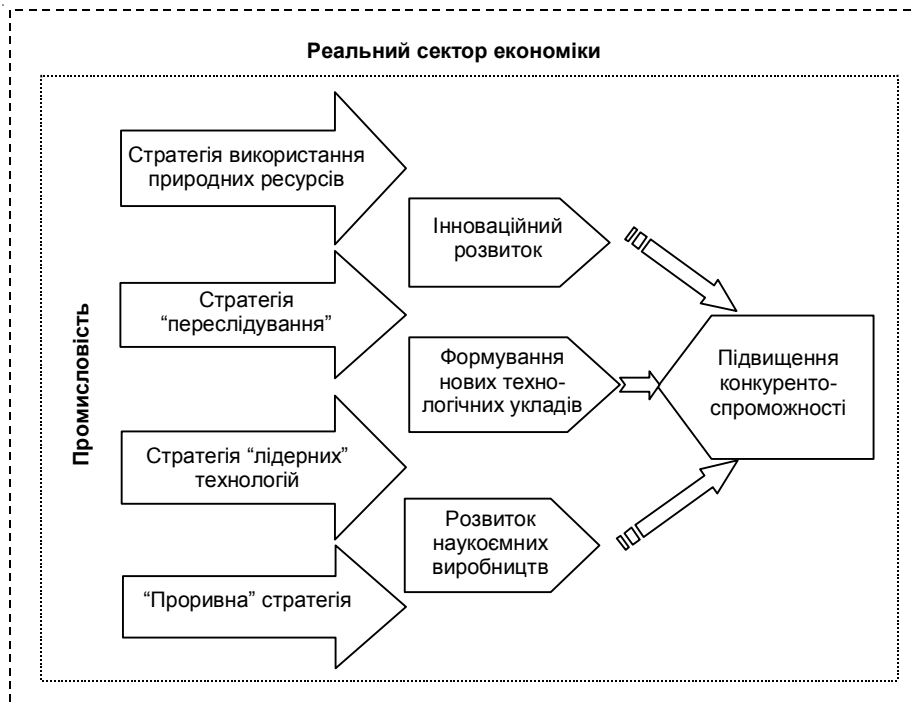 Реальний сектор економіки
Промисловість
Стратегія використання
природних ресурсів
Стратегія
“переслідування”
Стратегія “лідерних”
технологій
“Проривна” стратегія
Інноваційний
розвиток
Формування
нових техно-
логічних укладів
Розвиток
наукоємних
виробництв
Підвищення
конкуренто-
спроможності